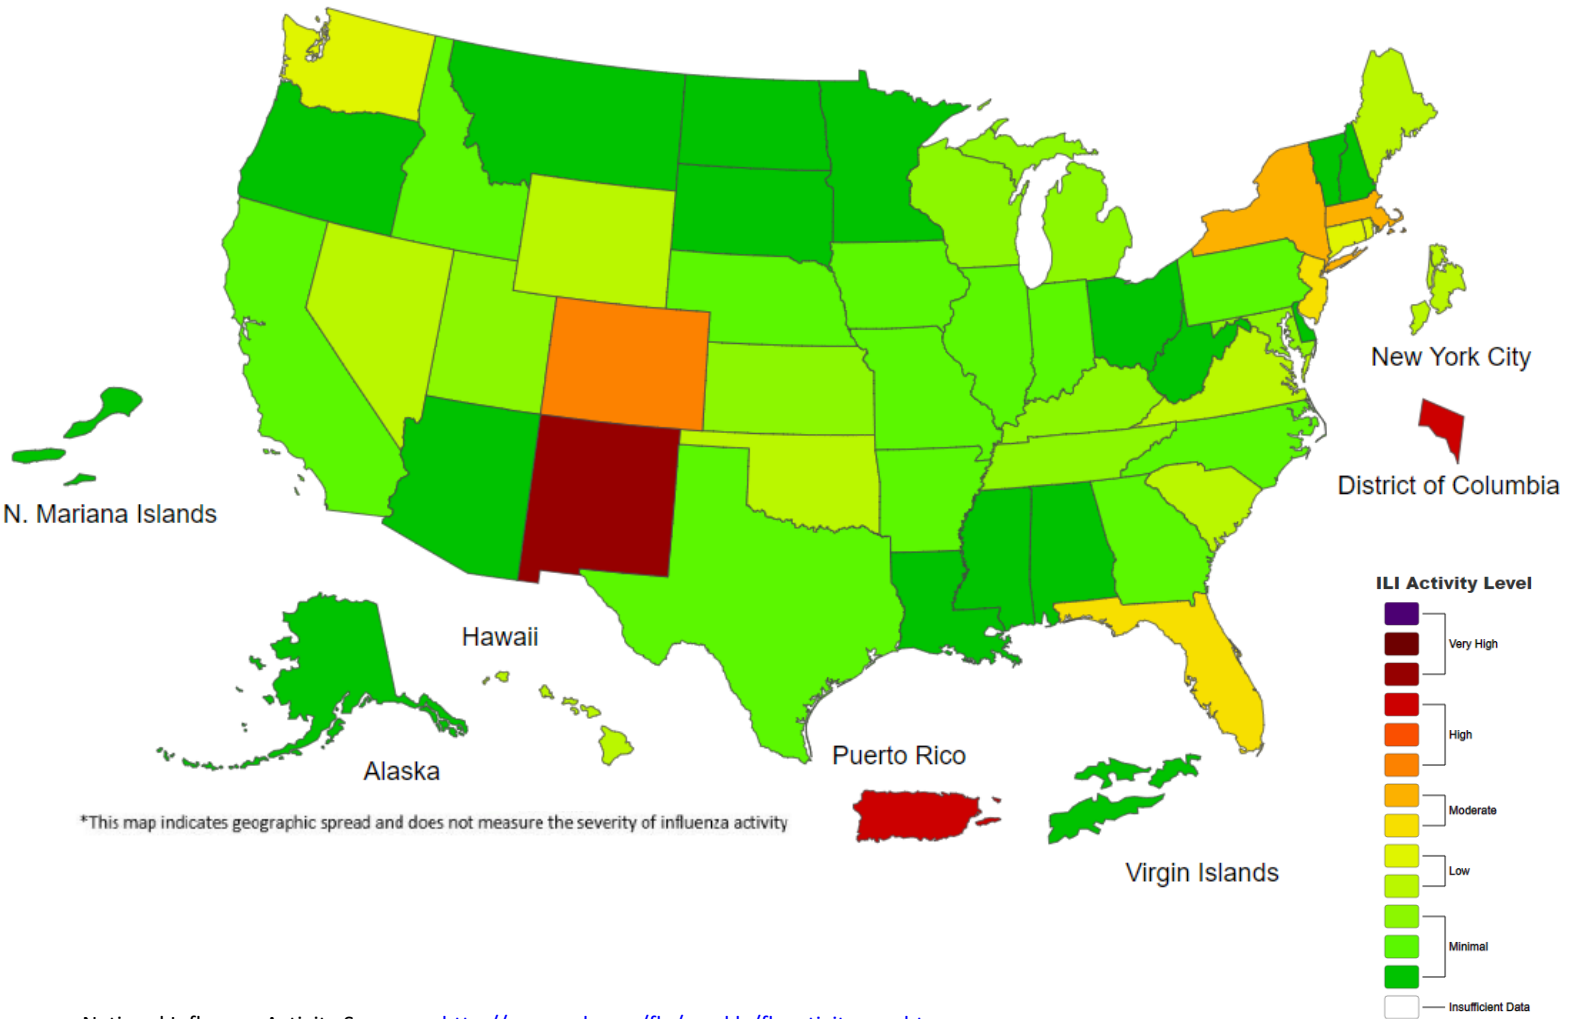 New York City
District of Columbia
N. Mariana Islands
ILI Activity Level
Very High
High
Moderate
Low
Minimal
Insufficient Data
Hawaii
Alaska
Puerto Rico
*This map indicates geographic spread and does not measure the severity of influenza activity
Virgin Islands